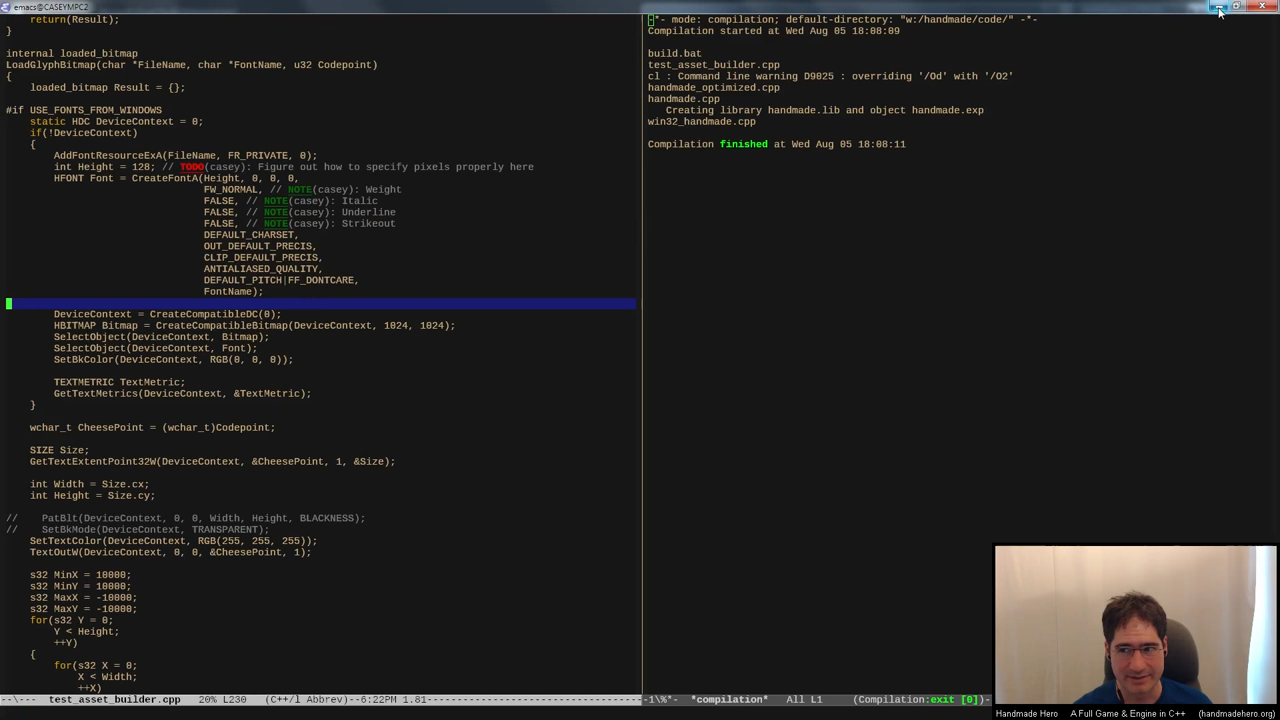 emacs@CASEYMPC2
return(Result);
}
internal loaded_bitmap
LoadGlyphBitmap(char *FileName, char *FontName, u32 Codepoint)
{
loaded_bitmap Result = {};
#if USE_FONTS_FROM_WINDOWS
static HDC DeviceContext = 0;
if(!DeviceContext)
{
AddFontResourceExA(FileName, FR_PRIVATE, 0);
int Height = 128; // TODO(casey): Figure out how to specify pixels properly here
HFONT Font = CreateFontA(Height, 0, 0, 0,
FW_NORMAL, // NOTE(casey): Weight
FALSE, // NOTE(casey): Italic
FALSE, // NOTE(casey): Underline
FALSE, // NOTE(casey): Strikeout
DEFAULT_CHARSET,
OUT_DEFAULT_PRECIS,
CLIP_DEFAULT_PRECIS,
ANTIALIASED_QUALITY,
DEFAULT_PITCH|FF_DONTCARE,
FontName);
DeviceContext = CreateCompatibleDC(0);
HBITMAP Bitmap = CreateCompatibleBitmap(DeviceContext, 1024, 1024);
SelectObject(DeviceContext, Bitmap);
SelectObject(DeviceContext, Font);
SetBkColor(DeviceContext, RGB(0, 0, 0));
TEXTMETRIC TextMetric;
GetTextMetrics(DeviceContext, &TextMetric);
}
wchar_t CheesePoint = (wchar_t)Codepoint;
SIZE Size;
GetTextExtentPoint32W(DeviceContext, &CheesePoint, 1, &Size);
int Width = Size.cx;
int Height = Size.cy;
// PatBlt(DeviceContext, 0, 0, Width, Height, BLACKNESS);
// SetBkMode(DeviceContext, TRANSPARENT);
SetTextColor(DeviceContext, RGB(255, 255, 255));
TextOutW(DeviceContext, 0, 0, &CheesePoint, 1);
s32 MinX = 10000;
s32 MinY = 10000;
s32 MaxX = -10000;
s32 MaxY = -10000;
for(s32 Y = 0;
Y < Height;
++Y)
{
for(s32 X = 0;
X < Width;
++X)
--\--- test_asset_builder.cpp 20% L230 (C++/l Abbrev)--6:22PM 1.81---------------
-*- mode: compilation; default-directory: "w:/handmade/code/" -*-
Compilation started at Wed Aug 05 18:08:09
build.bat
test_asset_builder.cpp
cl : Command line warning D9025 : overriding '/Od' with '/O2'
handmade_optimized.cpp
handmade.cpp
Creating library handmade.lib and object handmade.exp
win32_handmade.cpp
Compilation finished at Wed Aug 05 18:08:11
-1\%*- *compilation* All L1 (Compilation:exit [0])-
Handmade Hero A Full Game & Engine in C++ (handmadehero.org)